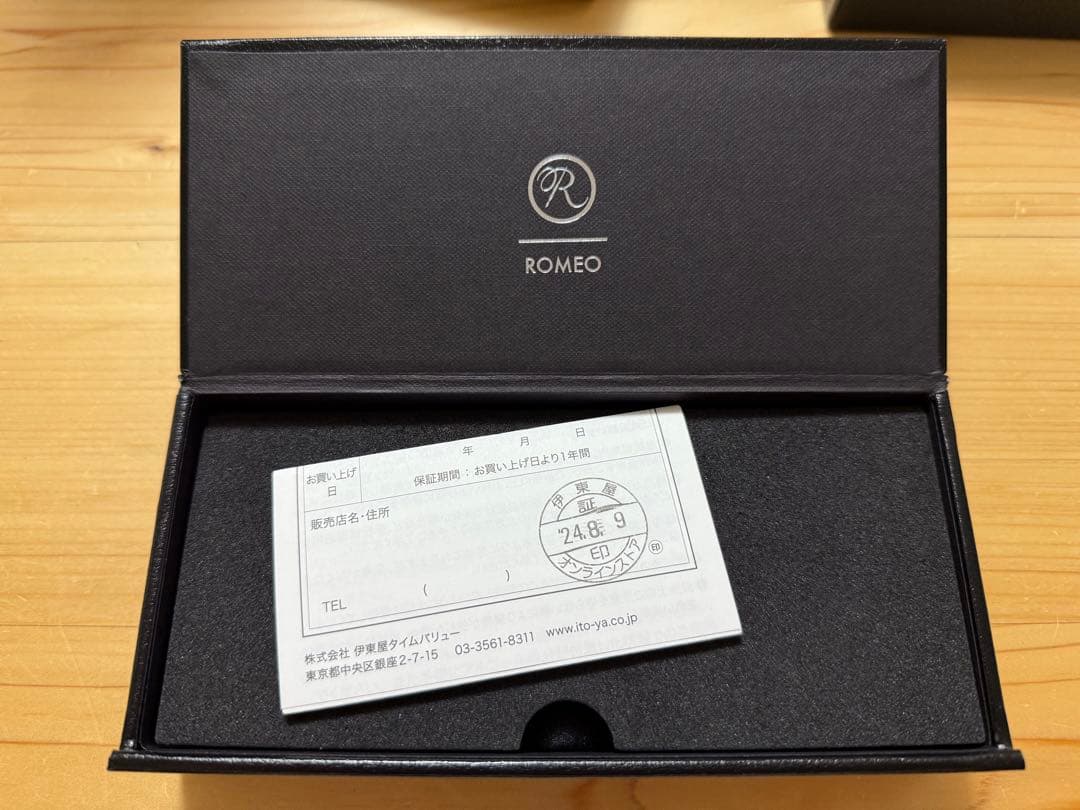 R
ROMEO
年 月 日
お買い上げ
日
保証期間：お買い上げ日より1年間
販売店名・住所
伊東屋
証
'24.8.-9
印
オンラインストア
印
TEL ( )
株式会社 伊東屋タイムバリュー
東京都中央区銀座2-7-15 03-3561-8311 www.ito-ya.co.jp